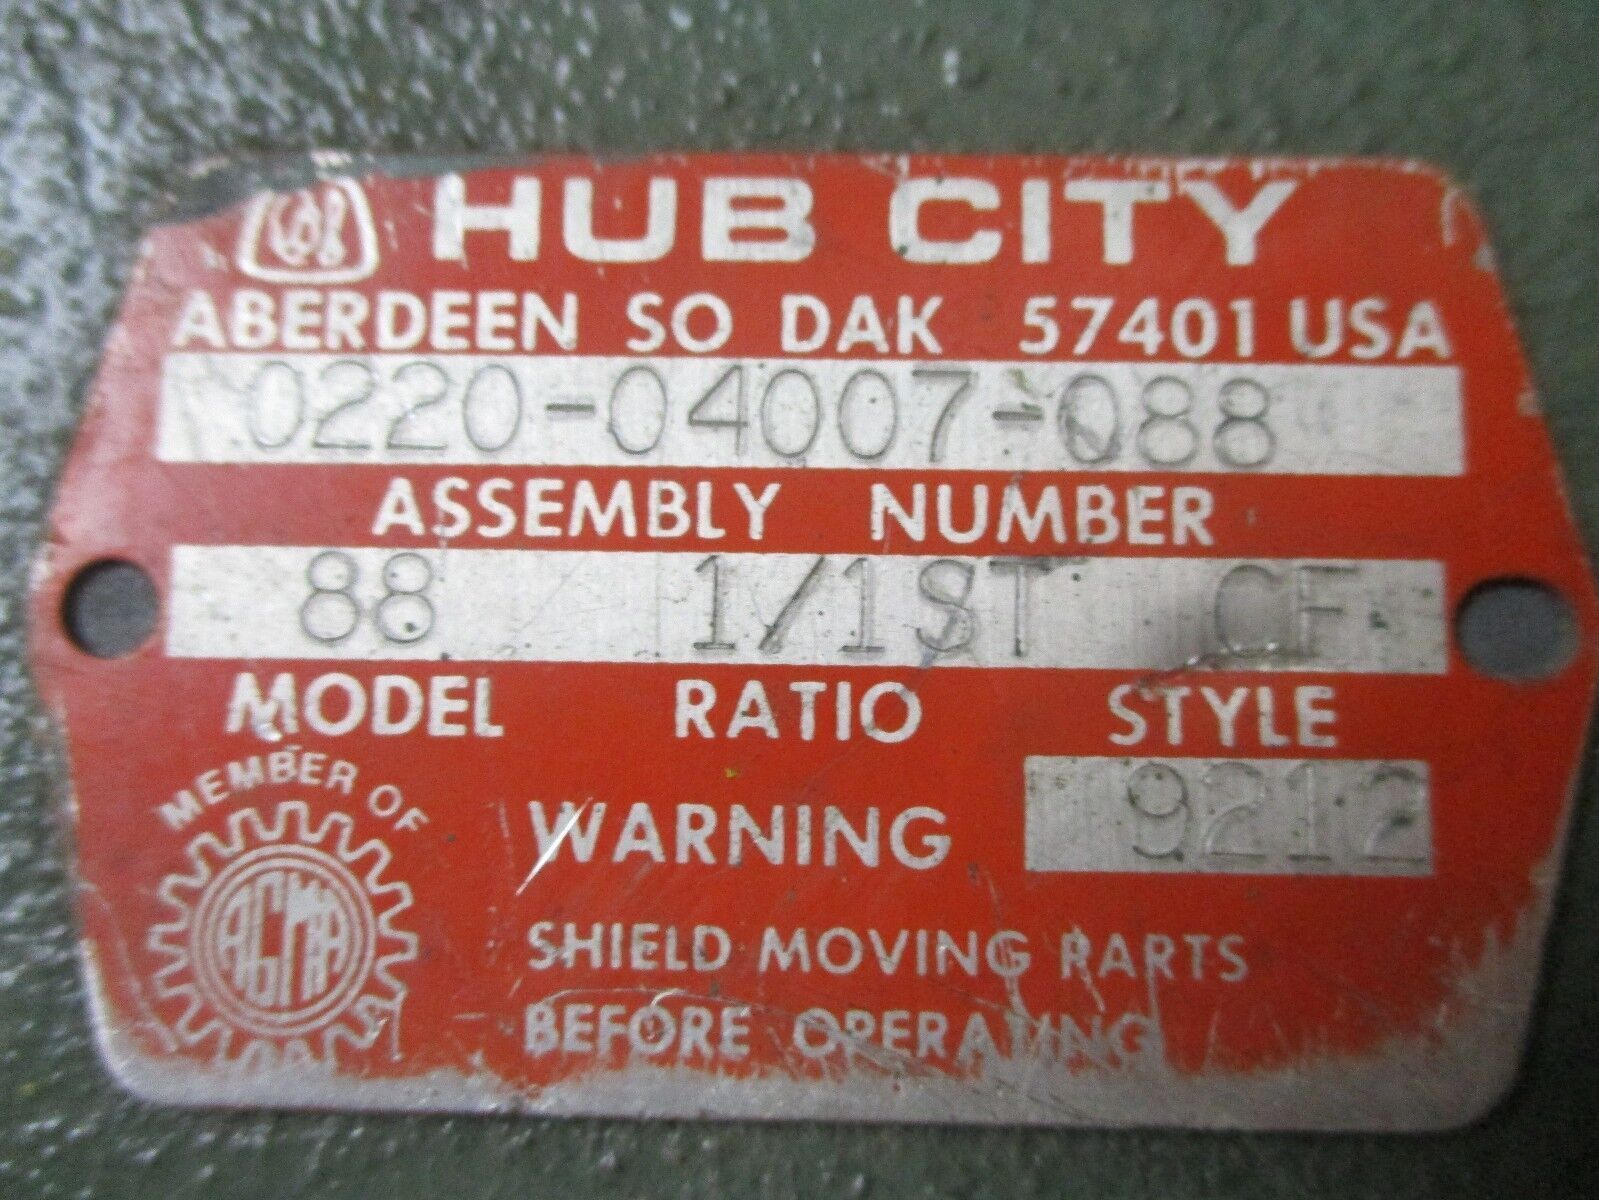 HUB CITY
ABERDEEN SO DAK 57401 USA
0220-04007-088
ASSEMBLY NUMBER
88 1/1ST CF
MODEL RATIO STYLE
MEMBER OF
AGMA
WARNING 9212
SHIELD MOVING PARTS
BEFORE OPERATING